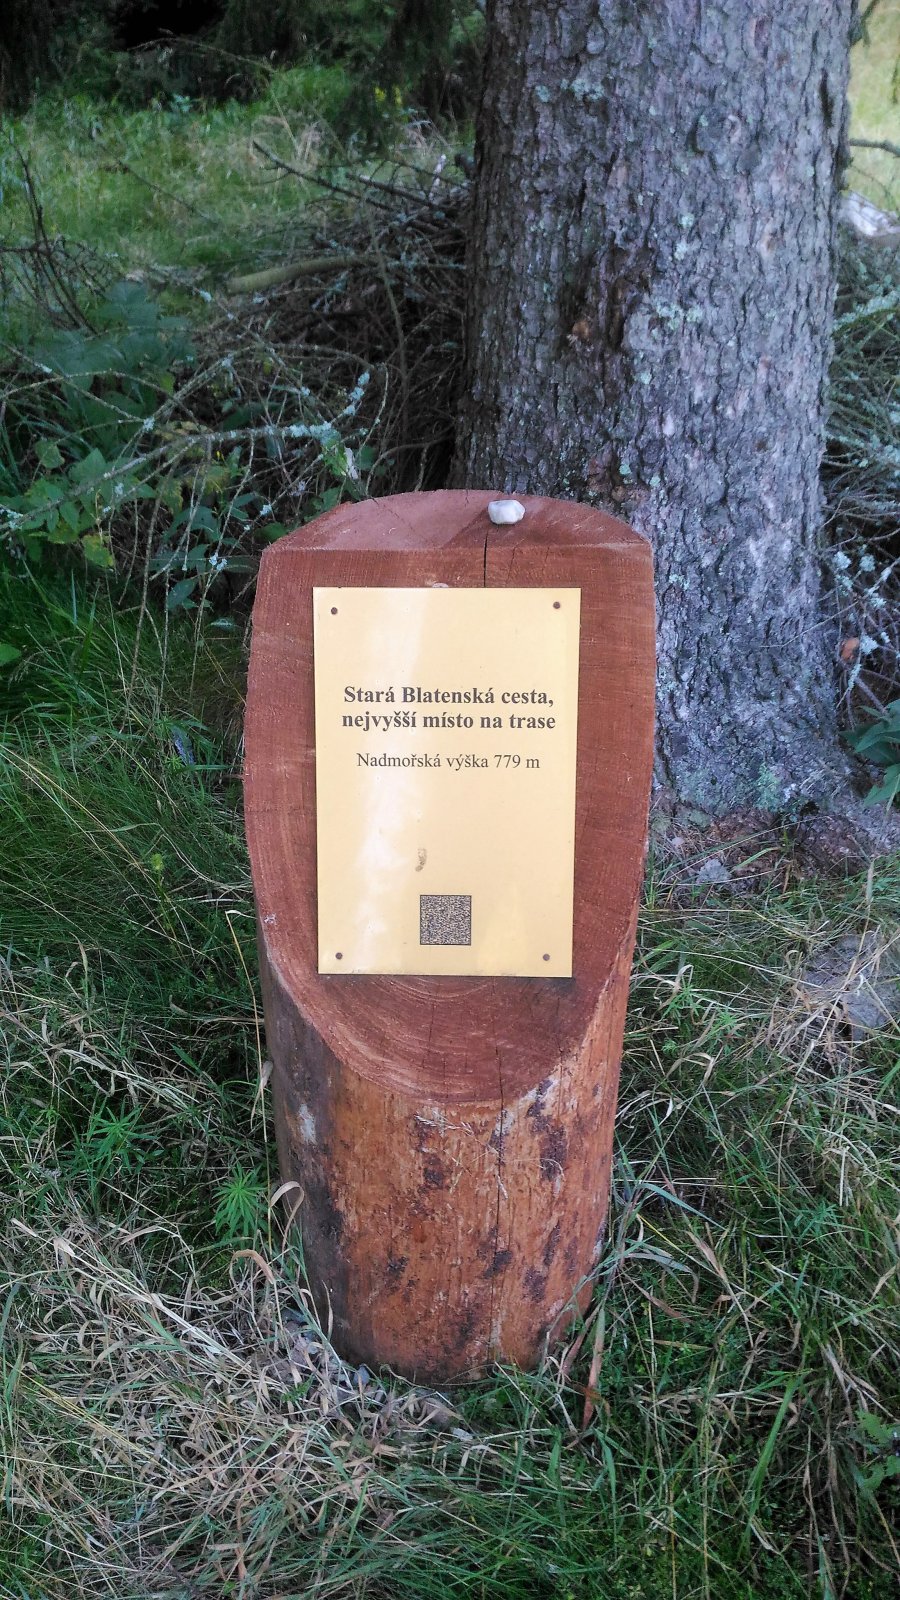 Stará Blatenská cesta,
nejvyšší místo na trase
Nadmořská výška 779 m